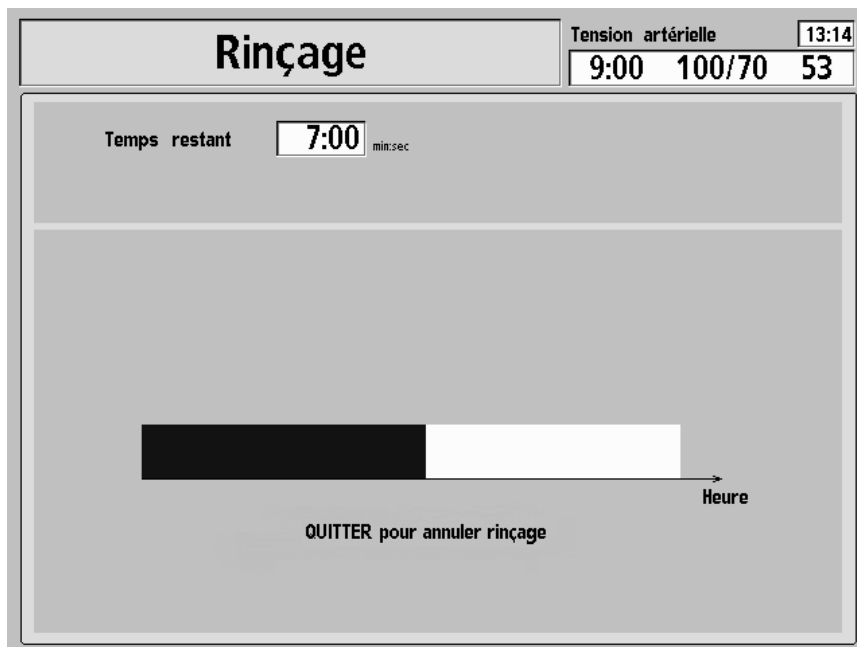 Rinçage
Tension artérielle 13:14
9:00 100/70 53
Temps restant 7:00 min:sec
Heure
QUITTER pour annuler rinçage